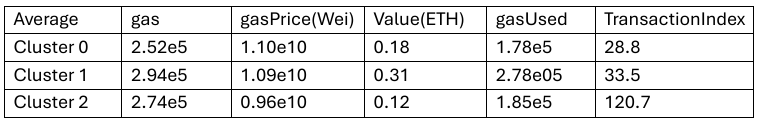 Average gas gasPrice(Wei) Value(ETH) gasUsed TransactionIndex
Cluster 0 2.52e5 1.10e10 0.18 1.78e5 28.8
Cluster 1 2.94e5 1.09e10 0.31 2.78e05 33.5
Cluster 2 2.74e5 0.96e10 0.12 1.85e5 120.7